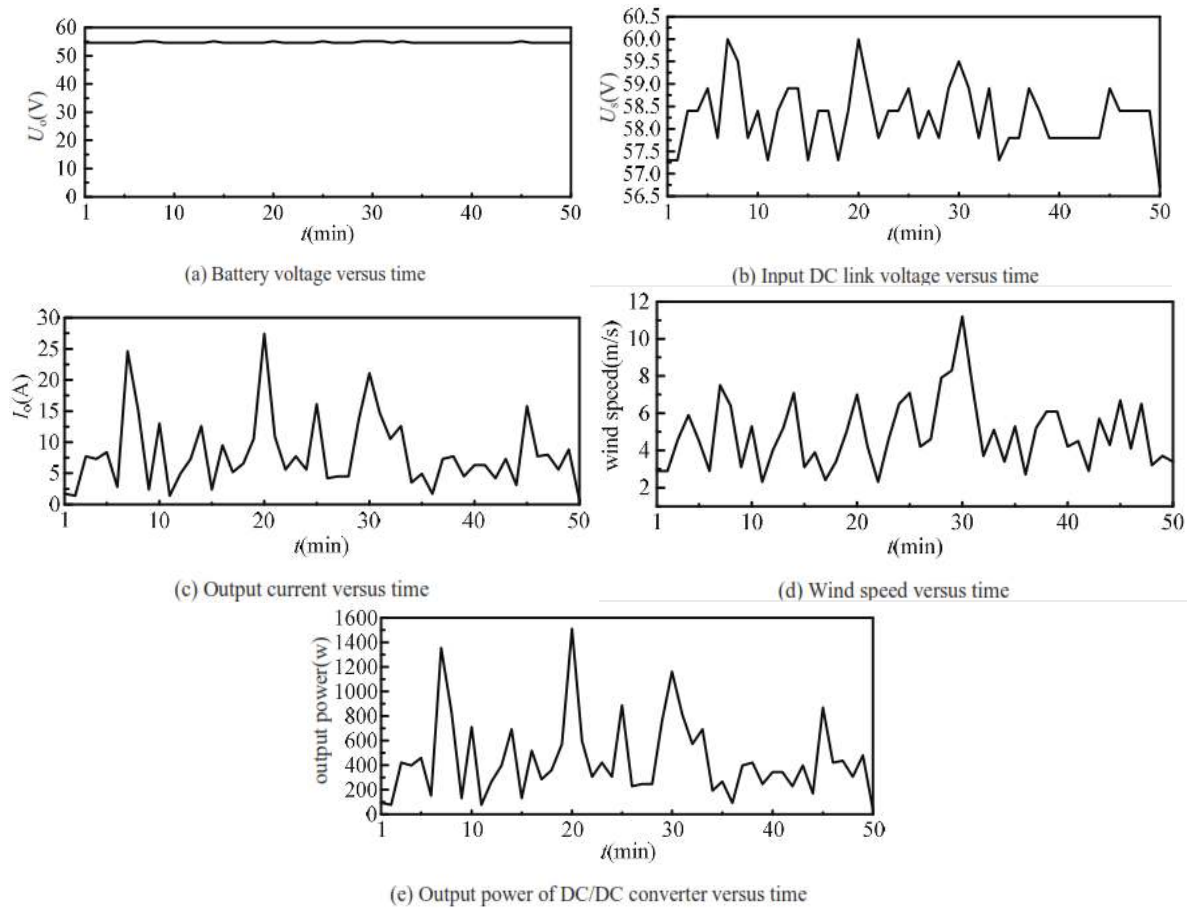 60
50
40
30
20
10
0
U₀(V)
1 10 20 30 40 50
t(min)
(a) Battery voltage versus time
60.5
60.0
59.5
59.0
58.5
58.0
57.5
57.0
56.5
Uₛ(V)
1 10 20 30 40 50
t(min)
(b) Input DC link voltage versus time
30
25
20
15
10
5
0
I₀(A)
1 10 20 30 40 50
t(min)
(c) Output current versus time
12
10
8
6
4
2
wind speed(m/s)
1 10 20 30 40 50
t(min)
(d) Wind speed versus time
1600
1400
1200
1000
800
600
400
200
0
output power(w)
1 10 20 30 40 50
t(min)
(e) Output power of DC/DC converter versus time